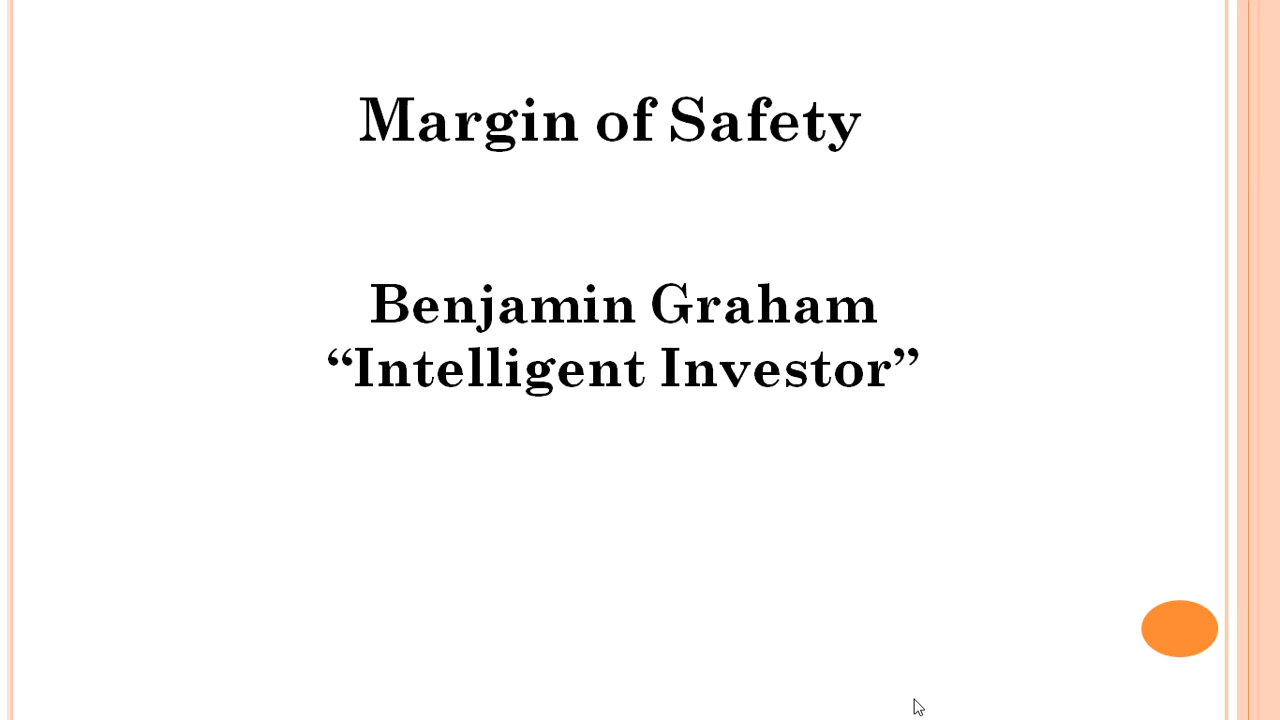 Margin of Safety
Benjamin Graham
“Intelligent Investor”